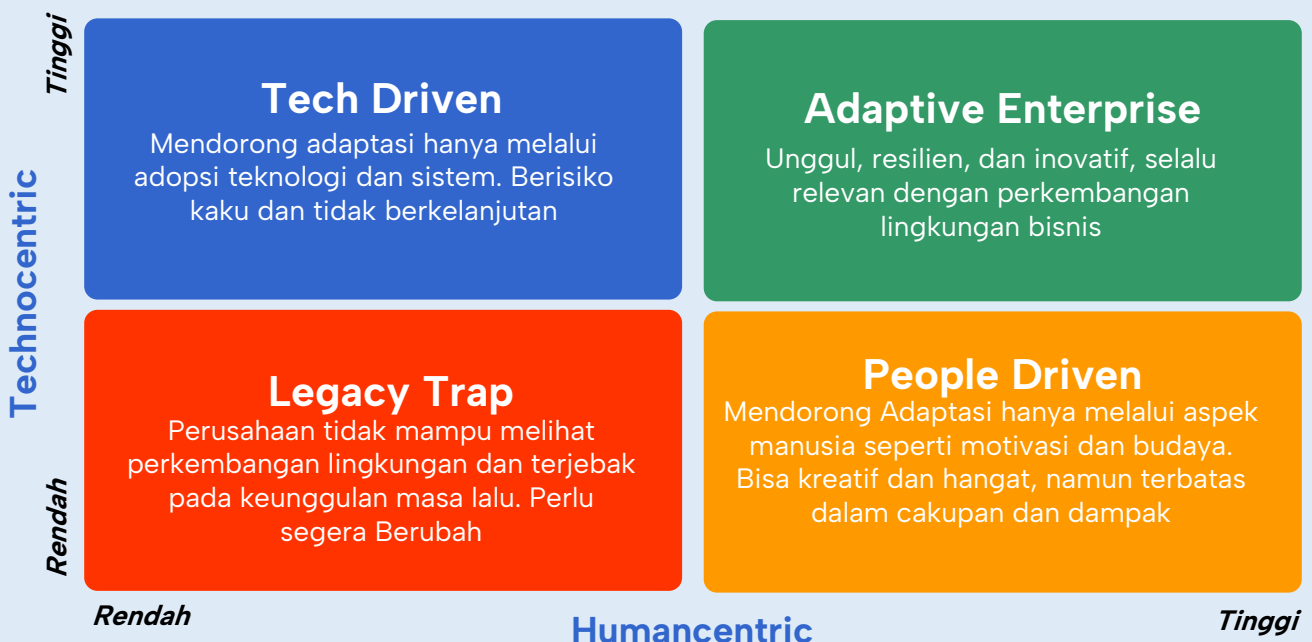 Tinggi
Technocentric
Rendah
Tech Driven
Mendorong adaptasi hanya melalui
adopsi teknologi dan sistem. Berisiko
kaku dan tidak berkelanjutan
Adaptive Enterprise
Unggul, resilien, dan inovatif, selalu
relevan dengan perkembangan
lingkungan bisnis
Legacy Trap
Perusahaan tidak mampu melihat
perkembangan lingkungan dan terjebak
pada keunggulan masa lalu. Perlu
segera Berubah
People Driven
Mendorong Adaptasi hanya melalui aspek
manusia seperti motivasi dan budaya.
Bisa kreatif dan hangat, namun terbatas
dalam cakupan dan dampak
Rendah
Humancentric
Tinggi